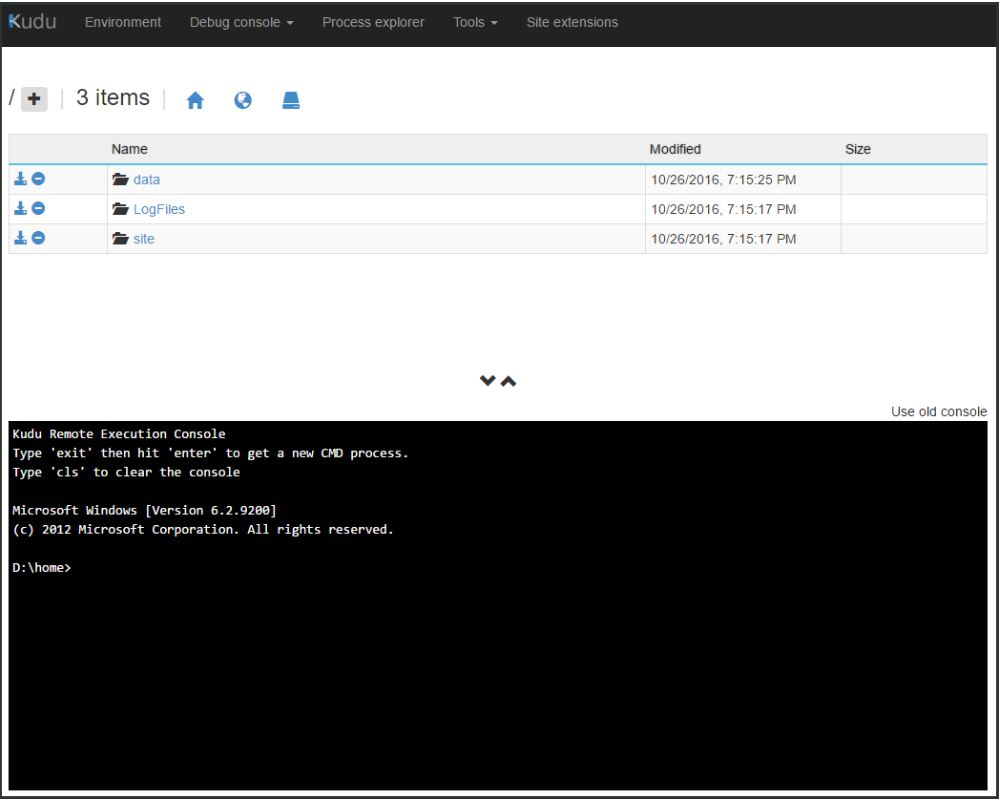 Kudu Environment Debug console Process explorer Tools Site extensions
/ + 3 items
Name Modified Size
data 10/26/2016, 7:15:25 PM
LogFiles 10/26/2016, 7:15:17 PM
site 10/26/2016, 7:15:17 PM
Use old console
Kudu Remote Execution Console
Type 'exit' then hit 'enter' to get a new CMD process.
Type 'cls' to clear the console
Microsoft Windows [Version 6.2.9200]
(c) 2012 Microsoft Corporation. All rights reserved.
D:\home>